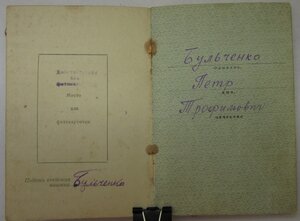 Место
для
фотокарточки
Подпись владельца
книжки Бульченко
Бульченко
фамилия
Петр
имя
Трофимович
отчество